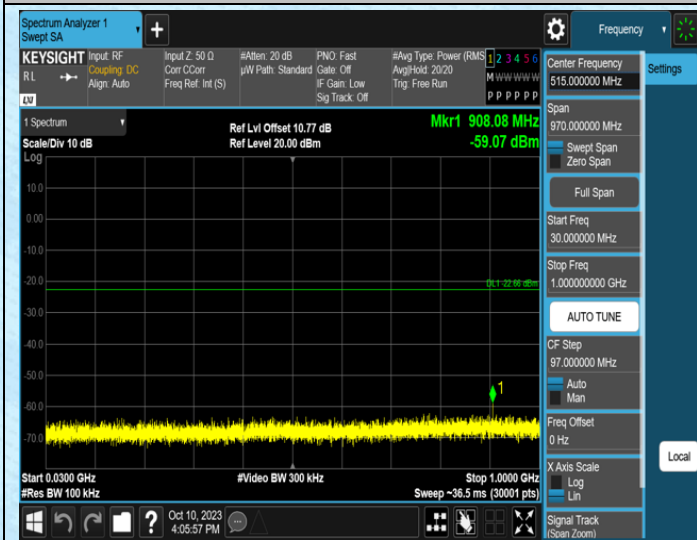 Spectrum Analyzer 1
Swept SA
+
Frequency
KEYSIGHT
RL
LXI
Input: RF
Coupling: DC
Align: Auto
Input Z: 50 Ω
Corr CCorr
Freq Ref: Int (S)
#Atten: 20 dB
µW Path: Standard
PNO: Fast
Gate: Off
IF Gain: Low
Sig Track: Off
#Avg Type: Power (RMS
Avg|Hold: 20/20
Trig: Free Run
1 2 3 4 5 6
M W W W W W
P P P P P P
1 Spectrum
Scale/Div 10 dB
Log
Ref Lvl Offset 10.77 dB
Ref Level 20.00 dBm
Mkr1 908.08 MHz
-59.07 dBm
10.0
0.00
-10.0
-20.0
DL1 -22.66 dBm
-30.0
-40.0
-50.0
1
-60.0
-70.0
Start 0.0300 GHz
#Res BW 100 kHz
#Video BW 300 kHz
Stop 1.0000 GHz
Sweep ~36.5 ms (30001 pts)
?
Oct 10, 2023
4:05:57 PM
Center Frequency
515.000000 MHz
Settings
Span
970.000000 MHz
Swept Span
Zero Span
Full Span
Start Freq
30.000000 MHz
Stop Freq
1.000000000 GHz
AUTO TUNE
CF Step
97.000000 MHz
Auto
Man
Freq Offset
0 Hz
X Axis Scale
Log
Lin
Local
Signal Track
(Span Zoom)